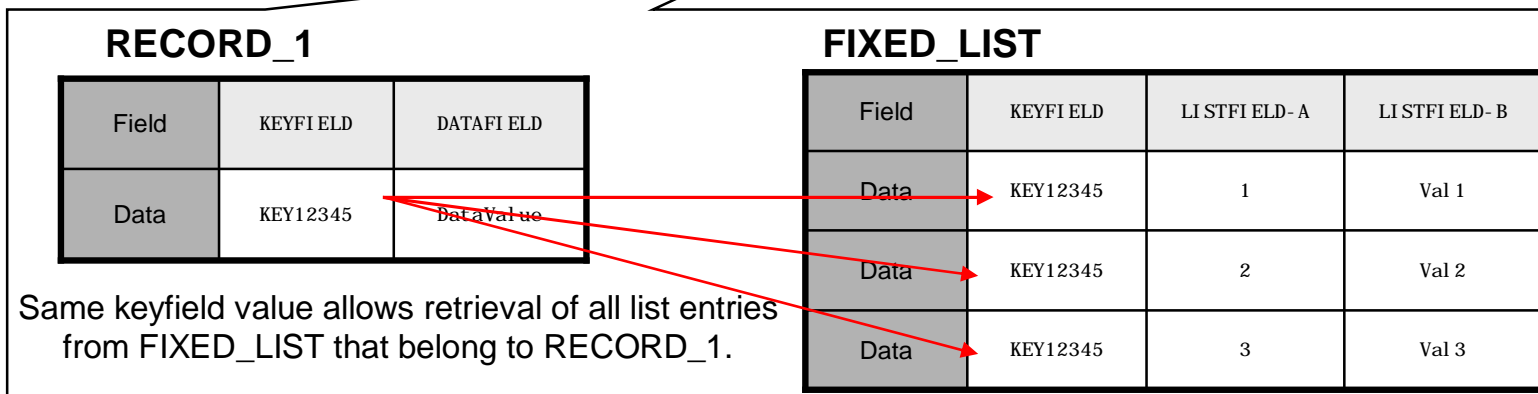 RECORD_1
Field KEYFIELD DATAFIELD
Data KEY12345 DataValue
Same keyfield value allows retrieval of all list entries
from FIXED_LIST that belong to RECORD_1.
FIXED_LIST
Field KEYFIELD LISTFIELD-A LISTFIELD-B
Data KEY12345 1 Val 1
Data KEY12345 2 Val 2
Data KEY12345 3 Val 3